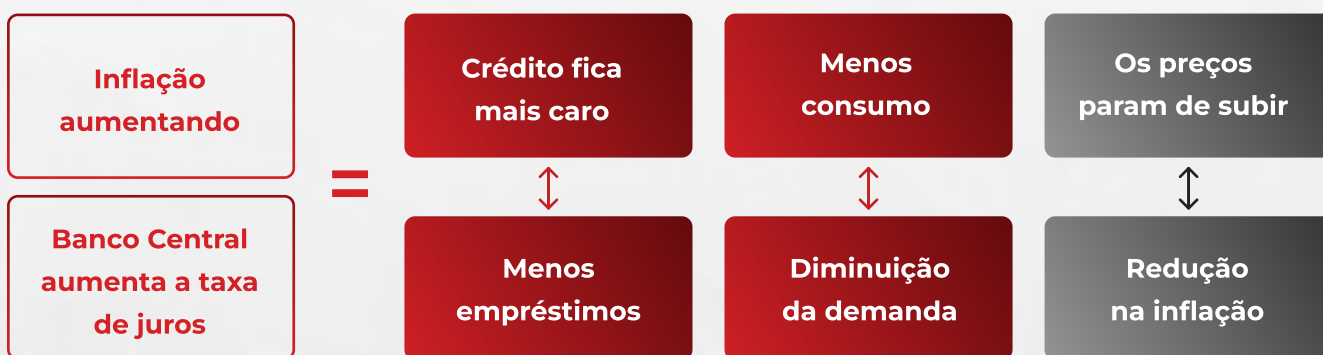 Inflação
aumentando
Banco Central
aumenta a taxa
de juros
=
Crédito fica
mais caro
Menos
empréstimos
Menos
consumo
Diminuição
da demanda
Os preços
param de subir
Redução
na inflação